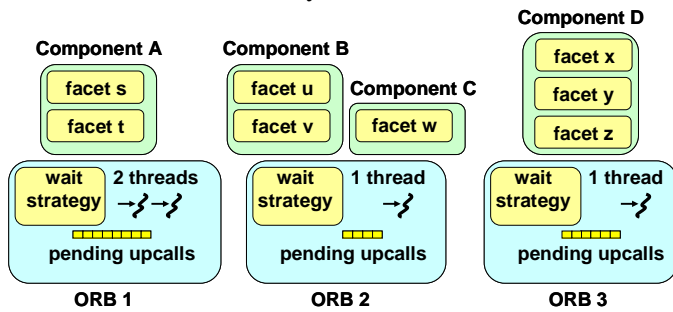 Component A
Component B
Component C
Component D
facet s
facet t
facet u
facet v
facet w
facet x
facet y
facet z
wait
strategy
2 threads
pending upcalls
wait
strategy
1 thread
pending upcalls
wait
strategy
1 thread
pending upcalls
ORB 1
ORB 2
ORB 3